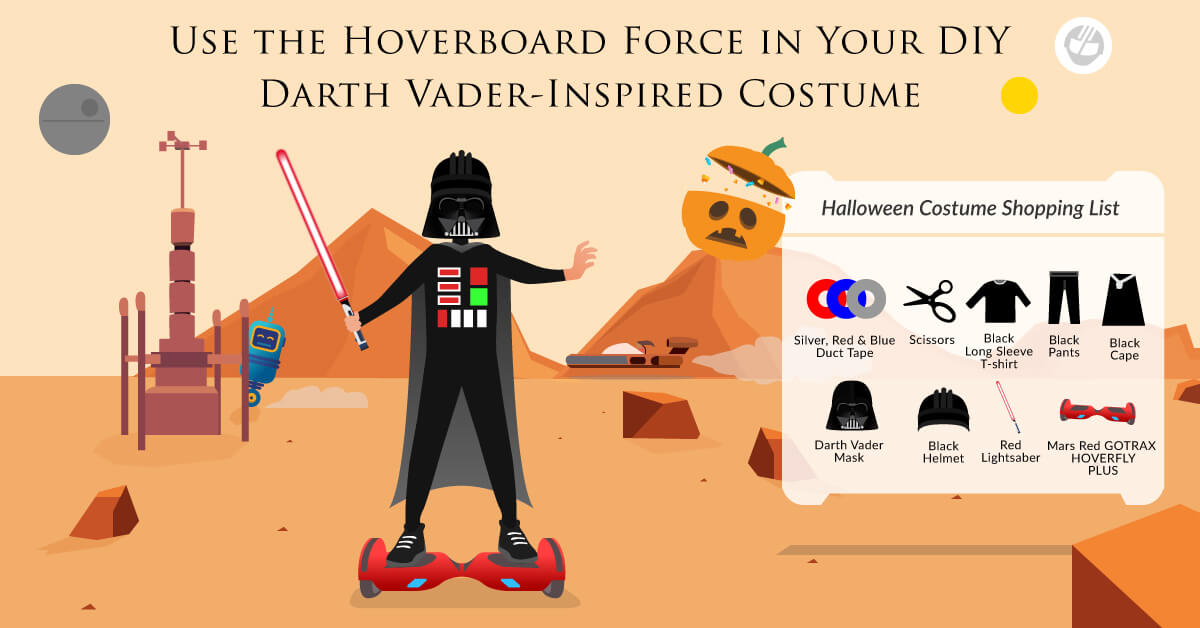 Use the Hoverboard Force in Your DIY
Darth Vader-Inspired Costume
Halloween Costume Shopping List
Silver, Red & Blue
Duct Tape
Scissors
Black
Long Sleeve
T-shirt
Black
Pants
Black
Cape
Darth Vader
Mask
Black
Helmet
Red
Lightsaber
Mars Red GOTRAX
HOVERFLY
PLUS